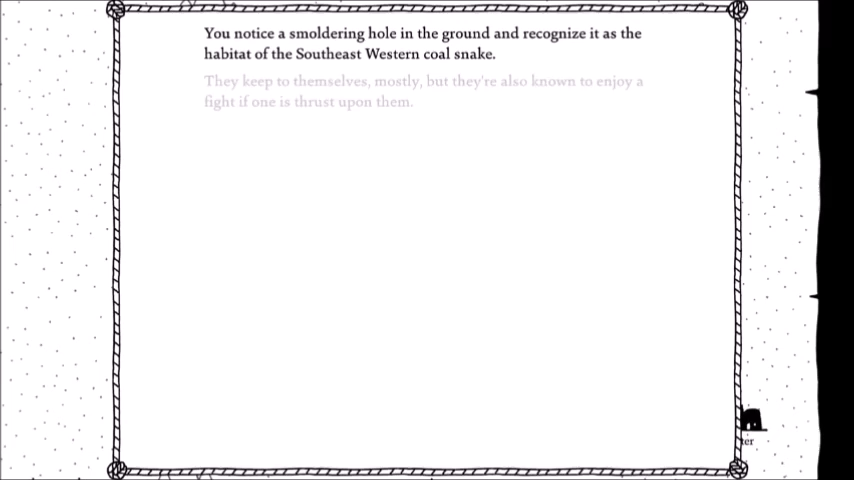 You notice a smoldering hole in the ground and recognize it as the
habitat of the Southeast Western coal snake.
They keep to themselves, mostly, but they're also known to enjoy a
fight if one is thrust upon them.
ter